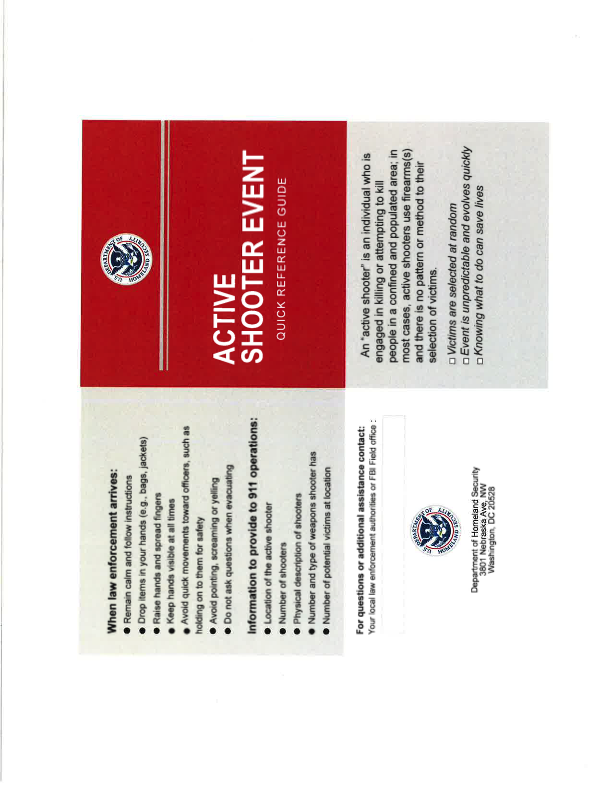 ACTIVE
SHOOTER EVENT
QUICK REFERENCE GUIDE
An "active shooter" is an individual who is
engaged in killing or attempting to kill
people in a confined and populated area; in
most cases, active shooters use firearms(s)
and there is no pattern or method to their
selection of victims.
□ Victims are selected at random
□ Event is unpredictable and evolves quickly
□ Knowing what to do can save lives
When law enforcement arrives:
● Remain calm and follow instructions
● Drop items in your hands (e.g., bags, jackets)
● Raise hands and spread fingers
● Keep hands visible at all times
● Avoid quick movements toward officers, such as
holding on to them for safety
● Avoid pointing, screaming or yelling
● Do not ask questions when evacuating
Information to provide to 911 operations:
● Location of the active shooter
● Number of shooters
● Physical description of shooters
● Number and type of weapons shooter has
● Number of potential victims at location
For questions or additional assistance contact:
Your local law enforcement authorities or FBI Field office :
U.S. DEPARTMENT OF HOMELAND SECURITY
Department of Homeland Security
3801 Nebraska Ave, NW
Washington, DC 20528
U.S. DEPARTMENT OF HOMELAND SECURITY